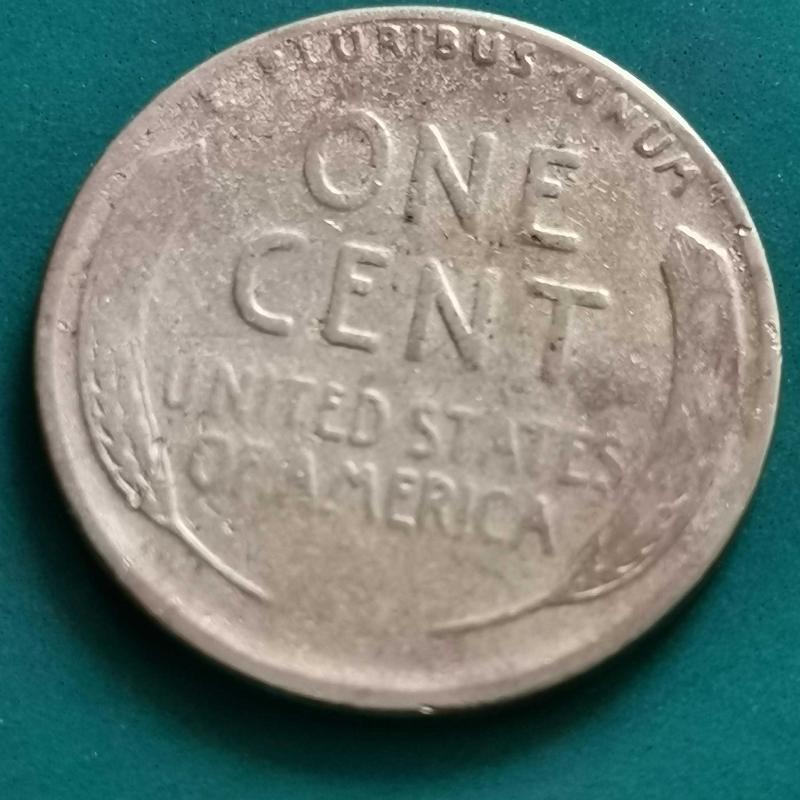 PLURIBUS UNUM
ONE
CENT
UNITED STATES
OF AMERICA